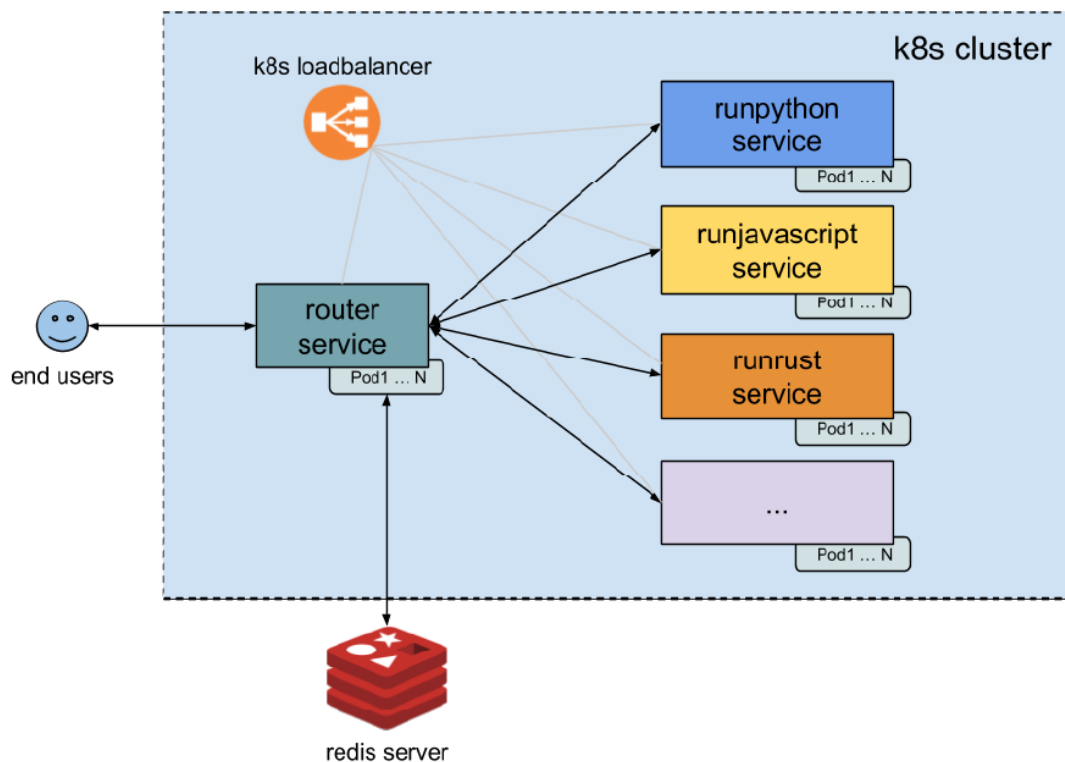 k8s cluster
k8s loadbalancer
runpython
service
Pod1 ... N
runjavascript
service
Pod1 ... N
router
service
Pod1 ... N
end users
runrust
service
Pod1 ... N
...
Pod1 ... N
redis server